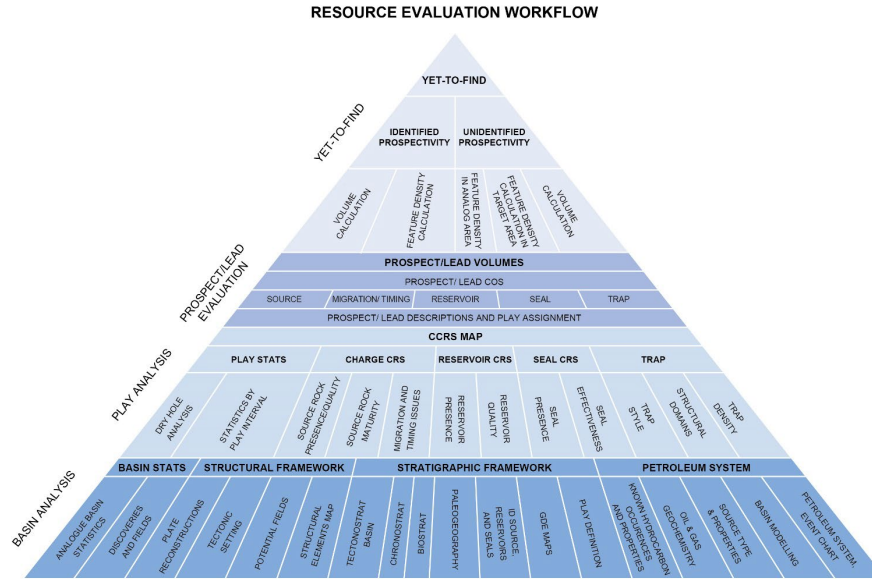 RESOURCE EVALUATION WORKFLOW
YET-TO-FIND
YET-TO-FIND
IDENTIFIED
PROSPECTIVITY
UNIDENTIFIED
PROSPECTIVITY
VOLUME
CALCULATION
FEATURE DENSITY
CALCULATION
FEATURE DENSITY
IN ANALOG AREA
FEATURE DENSITY
CALCULATION IN
TARGET AREA
VOLUME
CALCULATION
PROSPECT/LEAD
EVALUATION
PROSPECT/LEAD VOLUMES
PROSPECT/ LEAD COS
SOURCE
MIGRATION/ TIMING
RESERVOIR
SEAL
TRAP
PROSPECT/ LEAD DESCRIPTIONS AND PLAY ASSIGNMENT
PLAY ANALYSIS
CCRS MAP
PLAY STATS
CHARGE CRS
RESERVOIR CRS
SEAL CRS
TRAP
DRY HOLE
ANALYSIS
STATISTICS BY
PLAY INTERVAL
SOURCE ROCK
PRESENCE/QUALITY
SOURCE ROCK
MATURITY
MIGRATION AND
TIMING ISSUES
RESERVOIR
PRESENCE
RESERVOIR
QUALITY
SEAL
PRESENCE
SEAL
EFFECTIVENESS
TRAP
STYLE
STRUCTURAL
DOMAINS
TRAP
DENSITY
BASIN ANALYSIS
BASIN STATS
STRUCTURAL FRAMEWORK
STRATIGRAPHIC FRAMEWORK
PETROLEUM SYSTEM
ANALOGUE BASIN
STATISTICS
DISCOVERIES
AND FIELDS
PLATE
RECONSTRUCTIONS
TECTONIC
SETTING
POTENTIAL FIELDS
STRUCTURAL
ELEMENTS MAP
TECTONOSTRAT
BASIN
CHRONOSTRAT
BIOSTRAT
PALEOGEOGRAPHY
ID SOURCE,
RESERVOIRS
AND SEALS
GDE MAPS
PLAY DEFINITION
KNOWN HYDROCARBON
OCCURENCES
AND PROPERTIES
OIL & GAS
GEOCHEMISTRY
SOURCE TYPE
& PROPERTIES
BASIN MODELLING
PETROLEUM SYSTEM
EVENT CHART